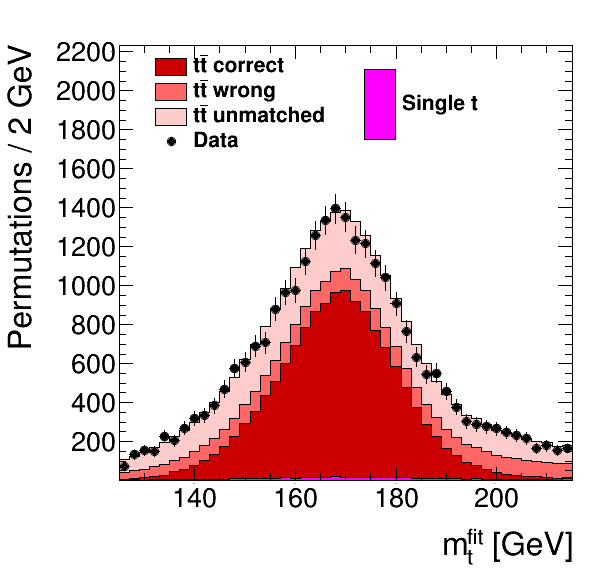 Permutations / 2 GeV
2200
2000
1800
1600
1400
1200
1000
800
600
400
200
tt̄ correct
tt̄ wrong
tt̄ unmatched
Data
Single t
140 160 180 200
m_t^fit [GeV]